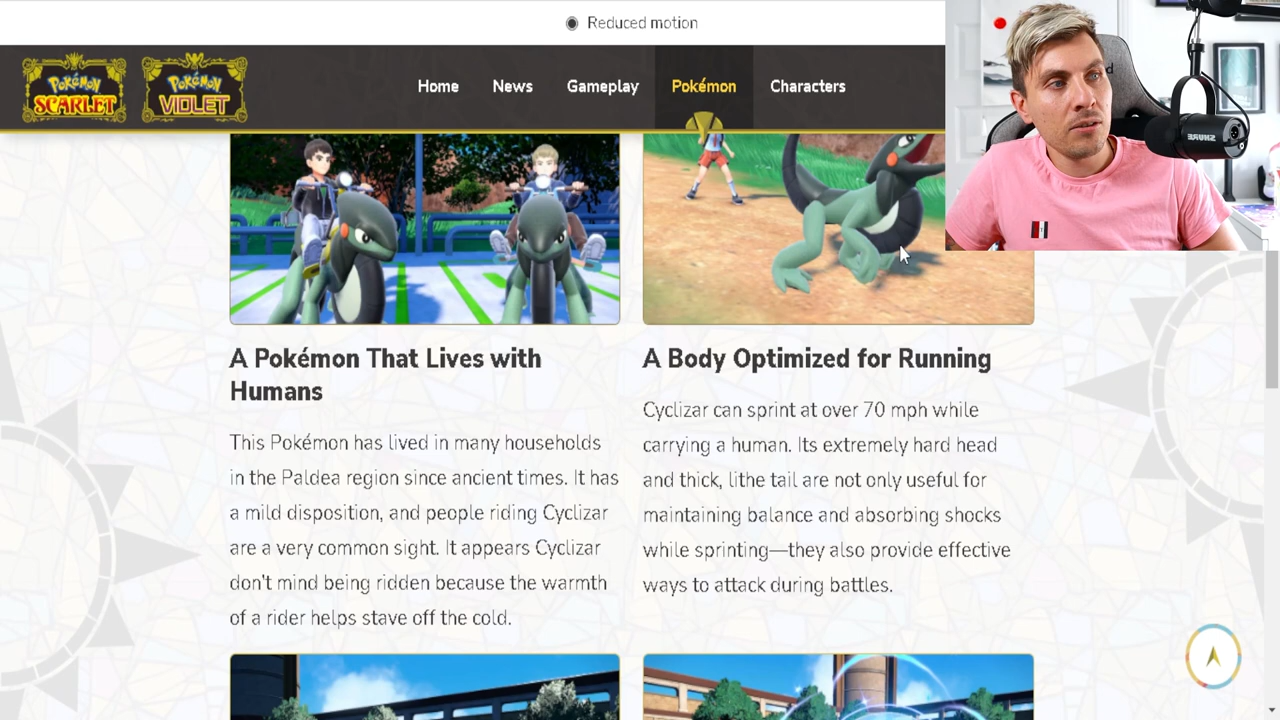 Reduced motion
POKéMON
SCARLET
POKéMON
VIOLET
Home
News
Gameplay
Pokémon
Characters
A Pokémon That Lives with
Humans
This Pokémon has lived in many households
in the Paldea region since ancient times. It has
a mild disposition, and people riding Cyclizar
are a very common sight. It appears Cyclizar
don't mind being ridden because the warmth
of a rider helps stave off the cold.
A Body Optimized for Running
Cyclizar can sprint at over 70 mph while
carrying a human. Its extremely hard head
and thick, lithe tail are not only useful for
maintaining balance and absorbing shocks
while sprinting—they also provide effective
ways to attack during battles.
SHURE